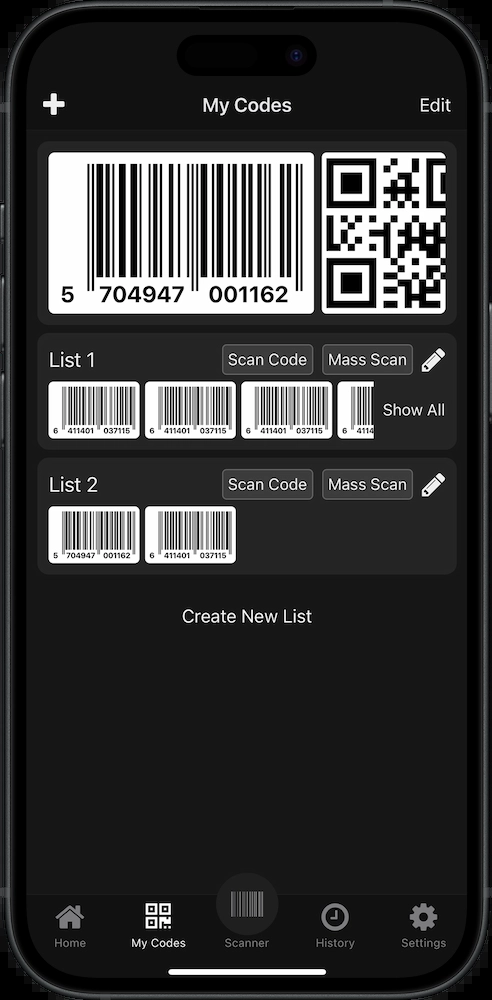 My Codes
Edit
5 704947 001162
List 1
Scan Code
Mass Scan
6 411401 037115
6 411401 037115
6 411401 037115
6 4114
Show All
List 2
Scan Code
Mass Scan
5 704947 001162
6 411401 037115
Create New List
Home
My Codes
Scanner
History
Settings